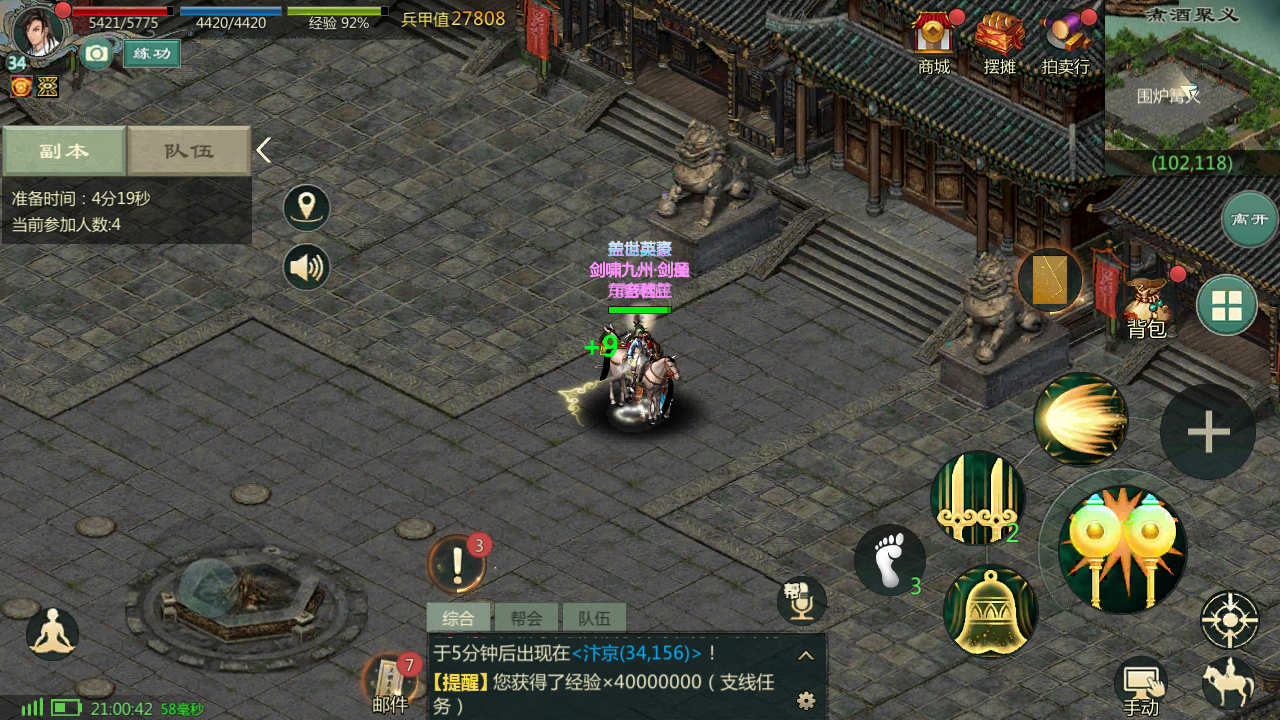 5421/5775
4420/4420
经验 92%
兵甲值27808
34
练功
商城
摆摊
拍卖行
煮酒聚义
围炉篝火
(102,118)
副本
队伍
准备时间：4分19秒
当前参加人数:4
离开
盖世英豪
剑啸九州·剑
+9
背包
2
3
3
综合
帮会
队伍
帮
于5分钟后出现在<汴京(34,156)>！
【提醒】您获得了经验×40000000（支线任
务）
7
邮件
手动
21:00:42
58毫秒